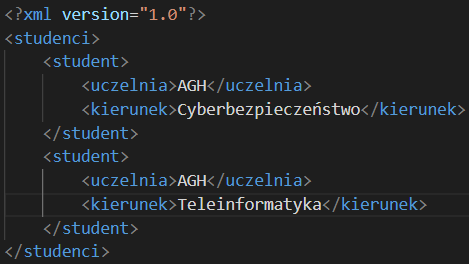 <?xml version="1.0"?>
<studenci>
    <student>
        <uczelnia>AGH</uczelnia>
        <kierunek>Cyberbezpieczeństwo</kierunek>
    </student>
    <student>
        <uczelnia>AGH</uczelnia>
        <kierunek>Teleinformatyka</kierunek>
    </student>
</studenci>